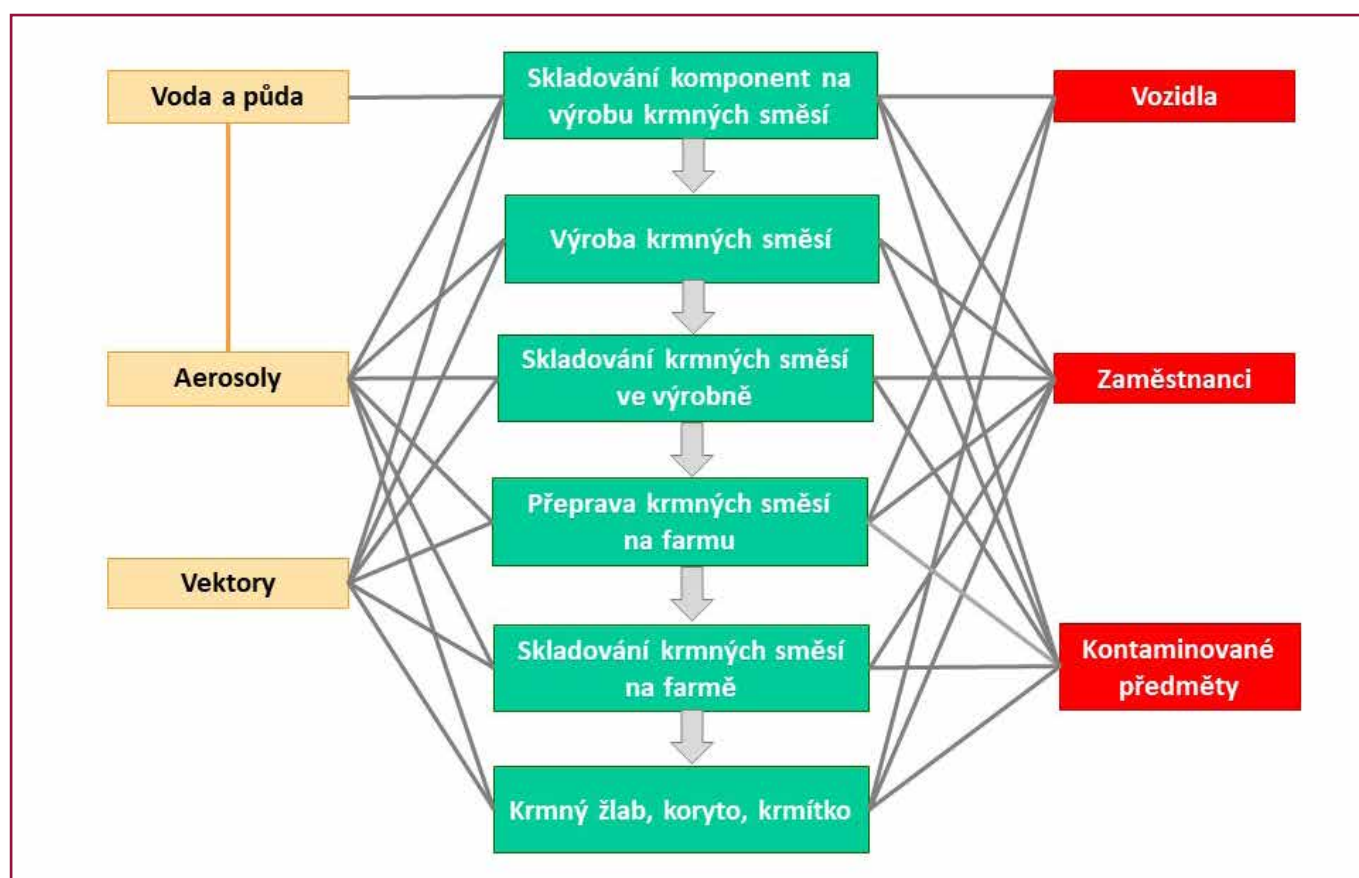 Voda a půda
Aerosoly
Vektory
Skladování komponent na
výrobu krmných směsí
Výroba krmných směsí
Skladování krmných směsí
ve výrobně
Přeprava krmných směsí
na farmu
Skladování krmných směsí
na farmě
Krmný žlab, koryto, krmítko
Vozidla
Zaměstnanci
Kontaminované
předměty